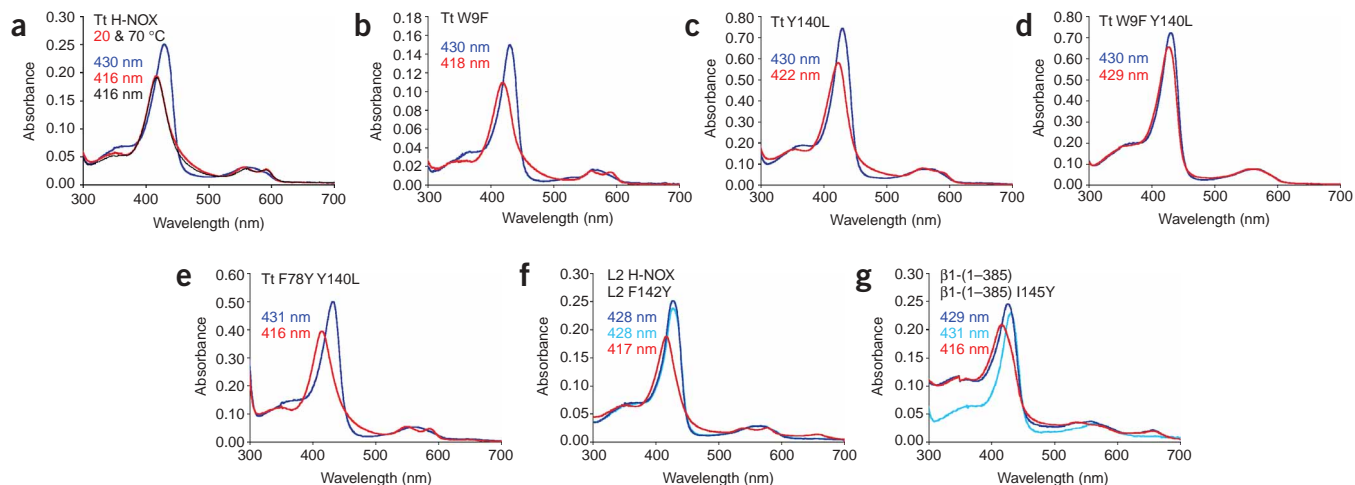 a
Tt H-NOX
20 & 70 °C
430 nm
416 nm
416 nm
0.30
0.25
0.20
0.15
0.10
0.05
0.00
Absorbance
300 400 500 600 700
Wavelength (nm)
b
Tt W9F
430 nm
418 nm
0.18
0.16
0.14
0.12
0.10
0.08
0.06
0.04
0.02
0.00
Absorbance
300 400 500 600 700
Wavelength (nm)
c
Tt Y140L
430 nm
422 nm
0.80
0.70
0.60
0.50
0.40
0.30
0.20
0.10
0.00
Absorbance
300 400 500 600 700
Wavelength (nm)
d
Tt W9F Y140L
430 nm
429 nm
0.80
0.70
0.60
0.50
0.40
0.30
0.20
0.10
0.00
Absorbance
300 400 500 600 700
Wavelength (nm)
e
Tt F78Y Y140L
431 nm
416 nm
0.60
0.50
0.40
0.30
0.20
0.10
0.00
Absorbance
300 400 500 600 700
Wavelength (nm)
f
L2 H-NOX
L2 F142Y
428 nm
428 nm
417 nm
0.30
0.25
0.20
0.15
0.10
0.05
0.00
Absorbance
300 400 500 600 700
Wavelength (nm)
g
β1-(1–385)
β1-(1–385) I145Y
429 nm
431 nm
416 nm
0.30
0.25
0.20
0.15
0.10
0.05
0.00
Absorbance
300 400 500 600 700
Wavelength (nm)